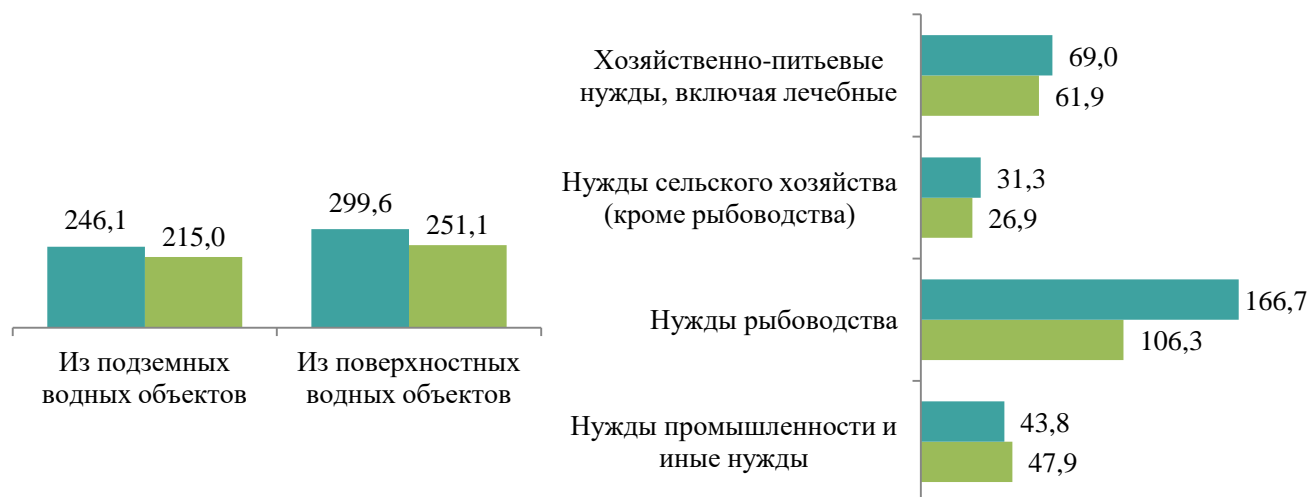 246,1
215,0
299,6
251,1
Из подземных
водных объектов
Из поверхностных
водных объектов
Хозяйственно-питьевые
нужды, включая лечебные
69,0
61,9
Нужды сельского хозяйства
(кроме рыбоводства)
31,3
26,9
Нужды рыбоводства
166,7
106,3
Нужды промышленности и
иные нужды
43,8
47,9